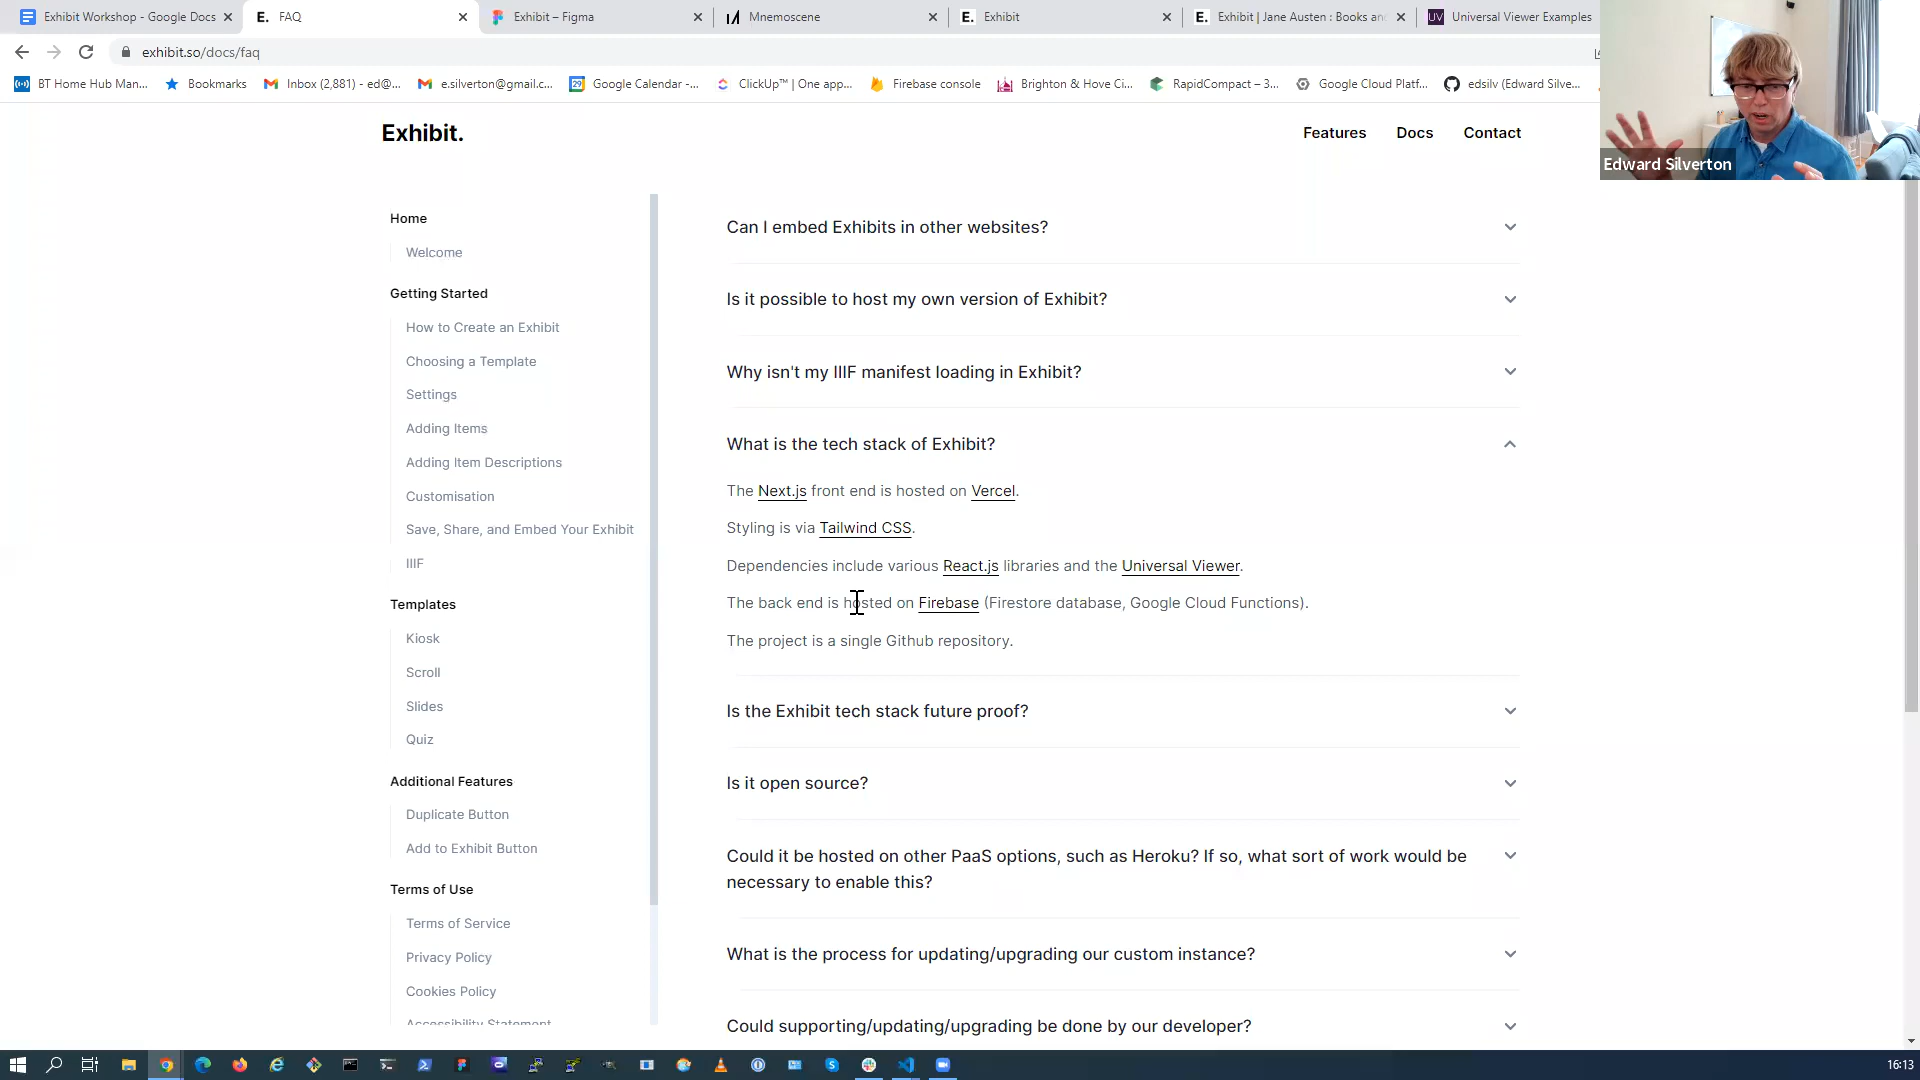 Exhibit Workshop - Google Docs
E. FAQ
Exhibit – Figma
Mnemoscene
E. Exhibit
E. Exhibit | Jane Austen : Books an
UV Universal Viewer Examples
exhibit.so/docs/faq
BT Home Hub Man...
Bookmarks
Inbox (2,881) - ed@...
e.silverton@gmail.c...
Google Calendar -...
ClickUp™ | One app...
Firebase console
Brighton & Hove Ci...
RapidCompact – 3...
Google Cloud Platf...
edsilv (Edward Silve...
Edward Silverton
Exhibit.
Features
Docs
Contact
Home
Welcome
Getting Started
How to Create an Exhibit
Choosing a Template
Settings
Adding Items
Adding Item Descriptions
Customisation
Save, Share, and Embed Your Exhibit
IIIF
Templates
Kiosk
Scroll
Slides
Quiz
Additional Features
Duplicate Button
Add to Exhibit Button
Terms of Use
Terms of Service
Privacy Policy
Cookies Policy
Accessibility Statement
Can I embed Exhibits in other websites?
Is it possible to host my own version of Exhibit?
Why isn't my IIIF manifest loading in Exhibit?
What is the tech stack of Exhibit?
The Next.js front end is hosted on Vercel.
Styling is via Tailwind CSS.
Dependencies include various React.js libraries and the Universal Viewer.
The back end is hosted on Firebase (Firestore database, Google Cloud Functions).
The project is a single Github repository.
Is the Exhibit tech stack future proof?
Is it open source?
Could it be hosted on other PaaS options, such as Heroku? If so, what sort of work would be
necessary to enable this?
What is the process for updating/upgrading our custom instance?
Could supporting/updating/upgrading be done by our developer?
16:13